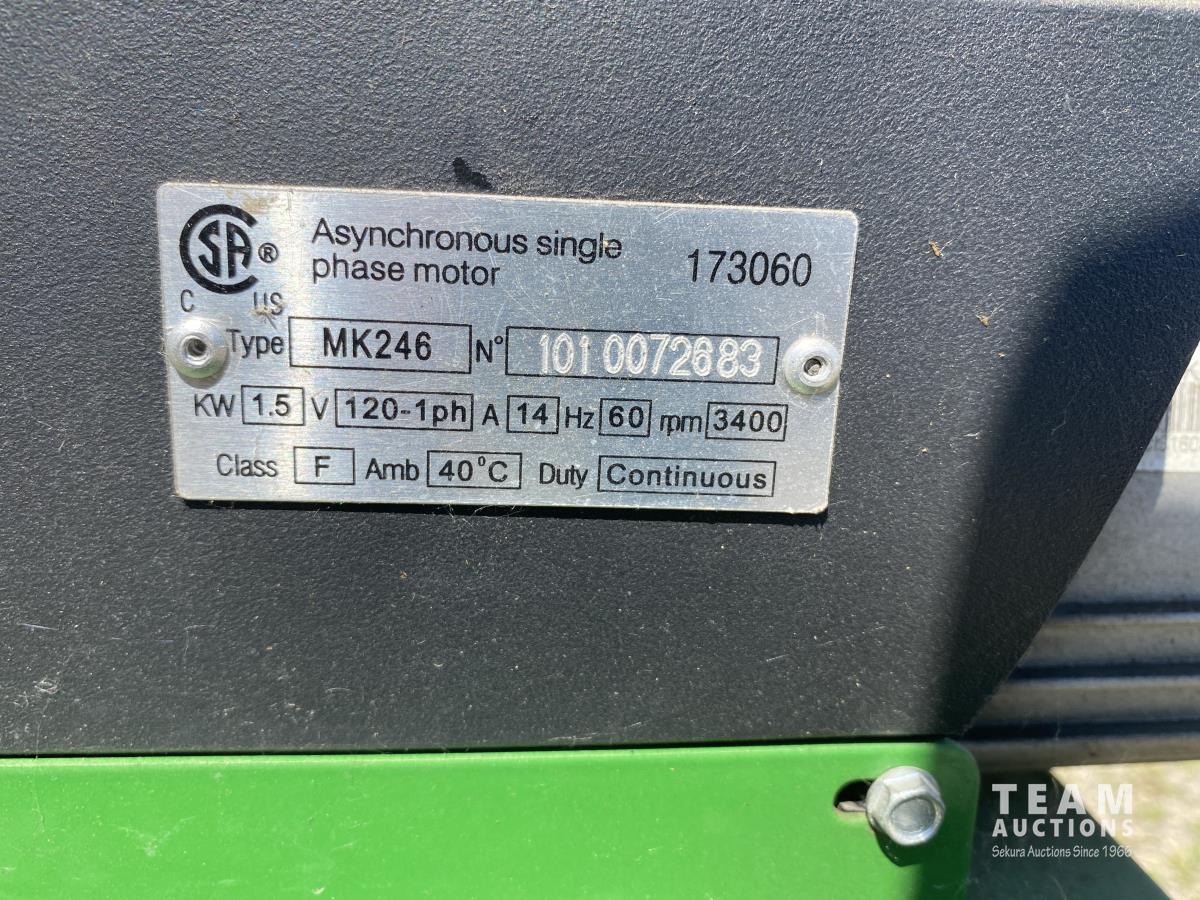 SA ®
C US
Asynchronous single
phase motor
173060
Type MK246 N° 101 0072683
KW 1.5 V 120-1ph A 14 Hz 60 rpm 3400
Class F Amb 40°C Duty Continuous
TEAM
AUCTIONS
Sekura Auctions Since 1966